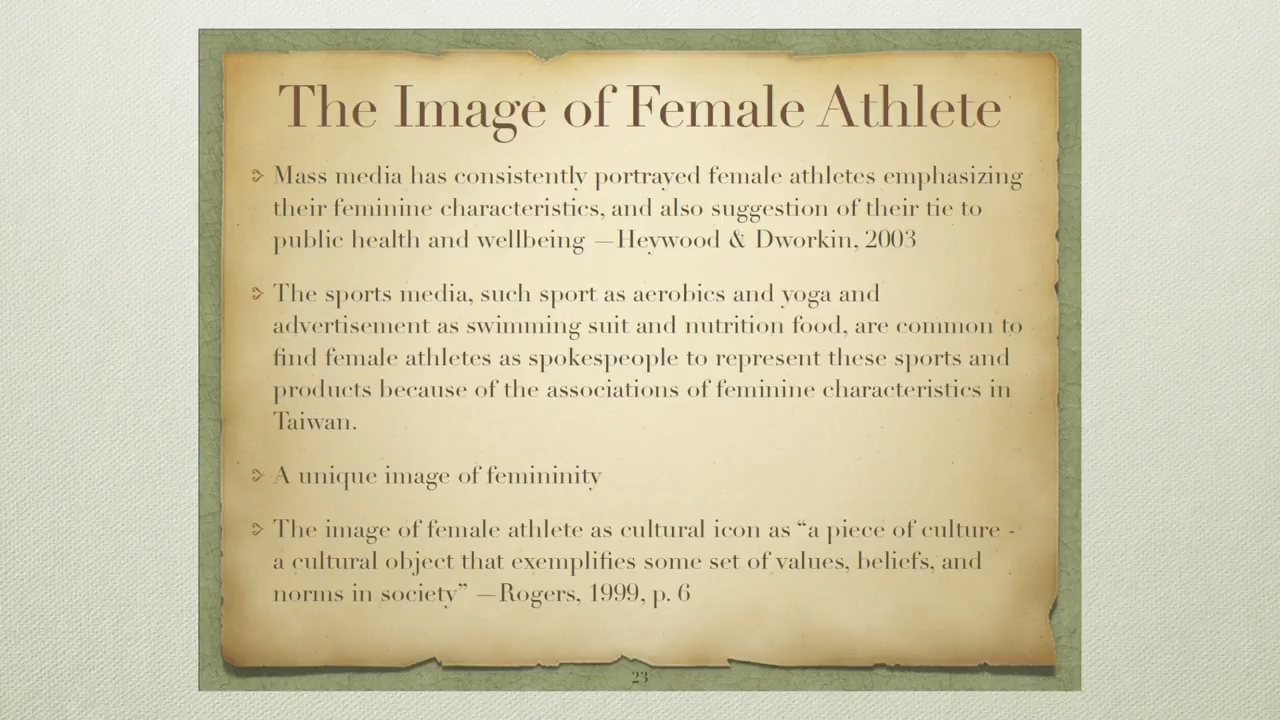 The Image of Female Athlete
Mass media has consistently portrayed female athletes emphasizing
their feminine characteristics, and also suggestion of their tie to
public health and wellbeing —Heywood & Dworkin, 2003
The sports media, such sport as aerobics and yoga and
advertisement as swimming suit and nutrition food, are common to
find female athletes as spokespeople to represent these sports and
products because of the associations of feminine characteristics in
Taiwan.
A unique image of femininity
The image of female athlete as cultural icon as “a piece of culture -
a cultural object that exemplifies some set of values, beliefs, and
norms in society” —Rogers, 1999, p. 6
23